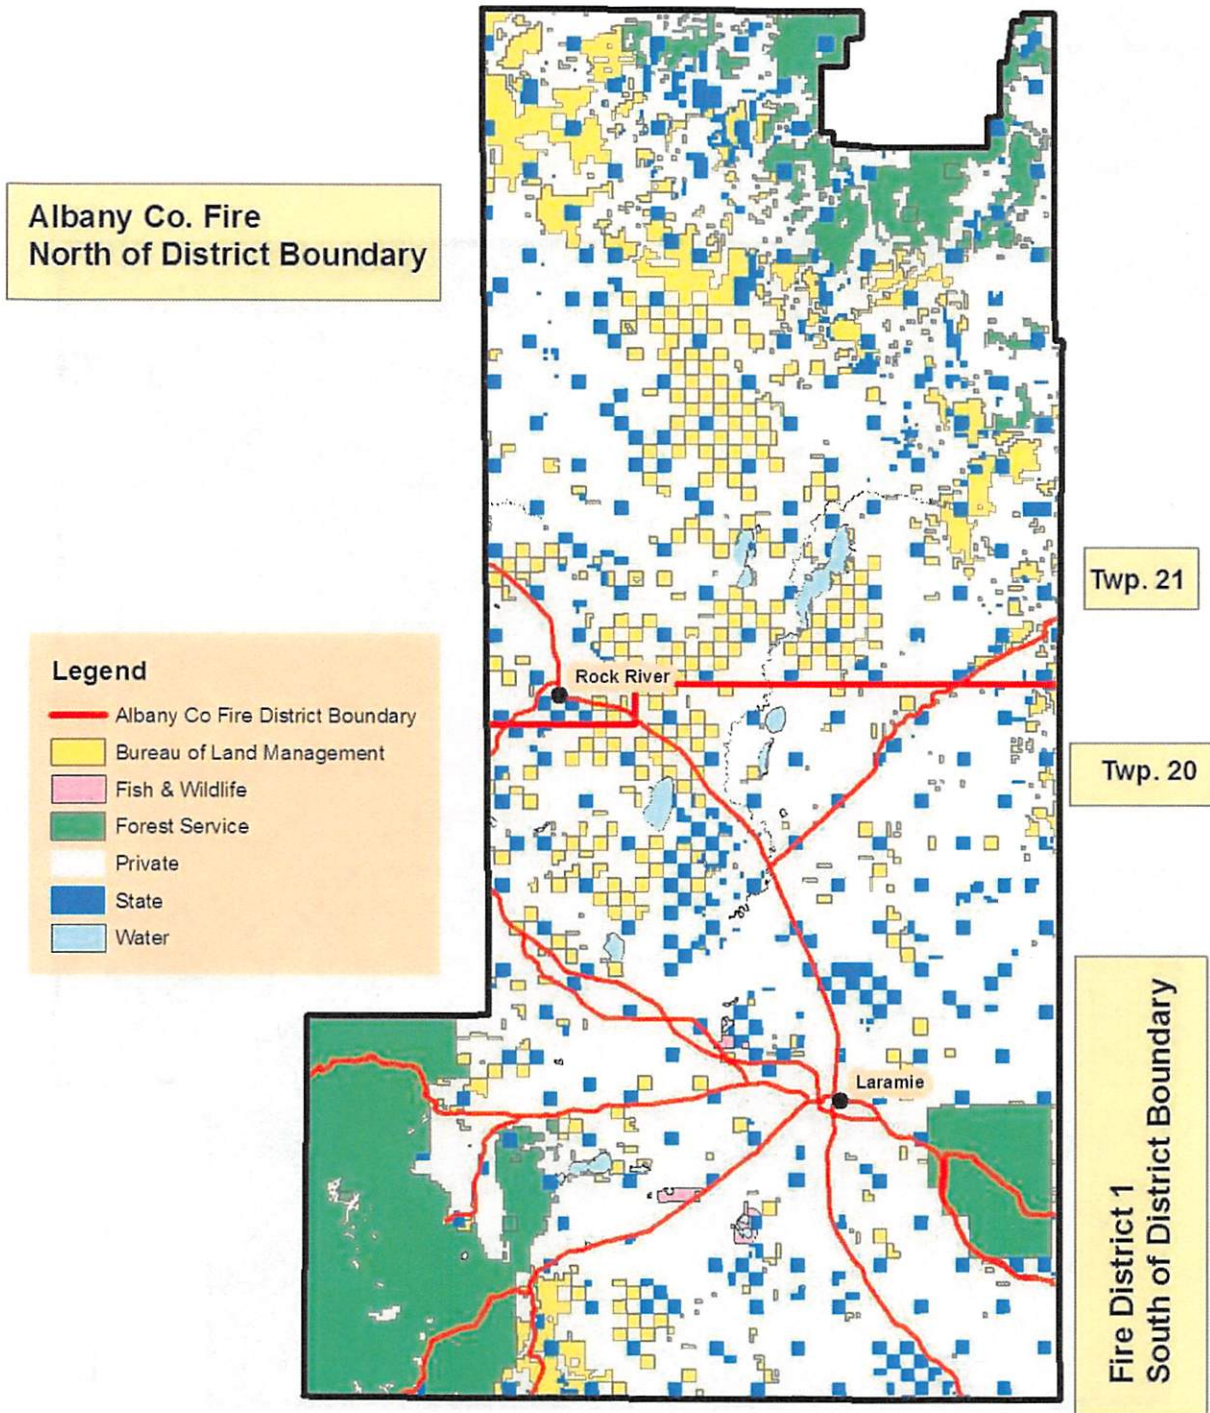 Albany Co. Fire
North of District Boundary
Twp. 21
Legend
Albany Co Fire District Boundary
Bureau of Land Management
Fish & Wildlife
Forest Service
Private
State
Water
Rock River
Twp. 20
Laramie
Fire District 1
South of District Boundary